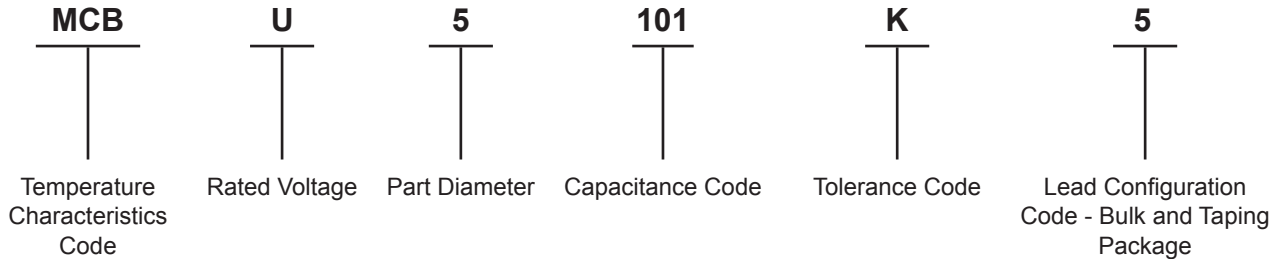 MCB U 5 101 K 5
Temperature Characteristics Code
Rated Voltage
Part Diameter
Capacitance Code
Tolerance Code
Lead Configuration Code - Bulk and Taping Package